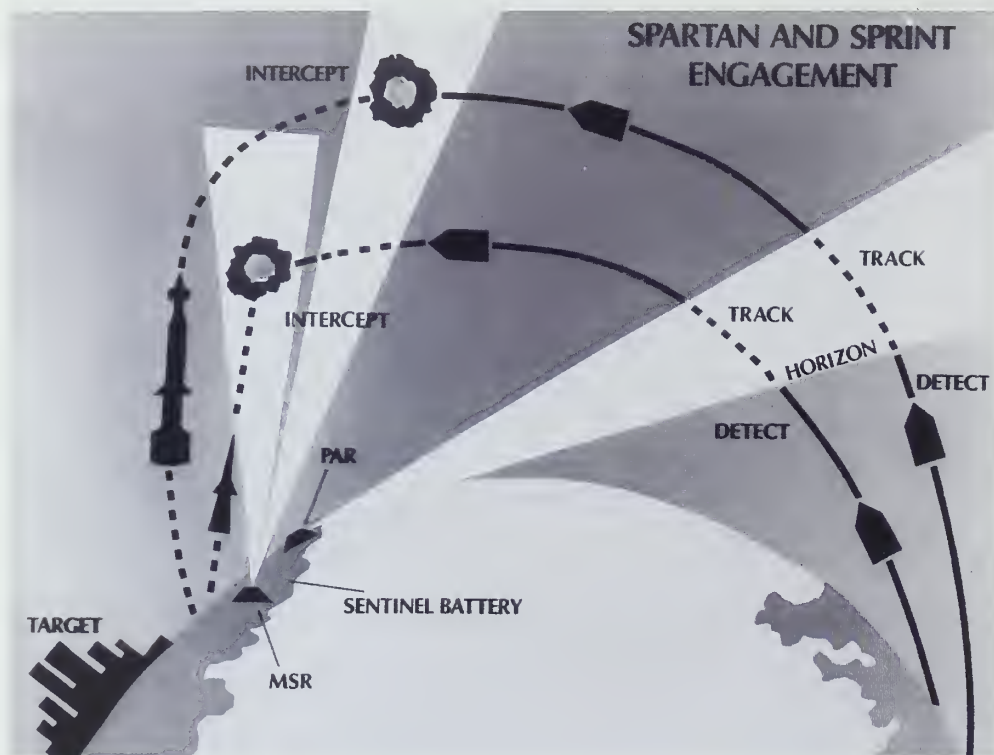 SPARTAN AND SPRINT
ENGAGEMENT
INTERCEPT
INTERCEPT
TRACK
TRACK
HORIZON
DETECT
DETECT
PAR
SENTINEL BATTERY
TARGET
MSR